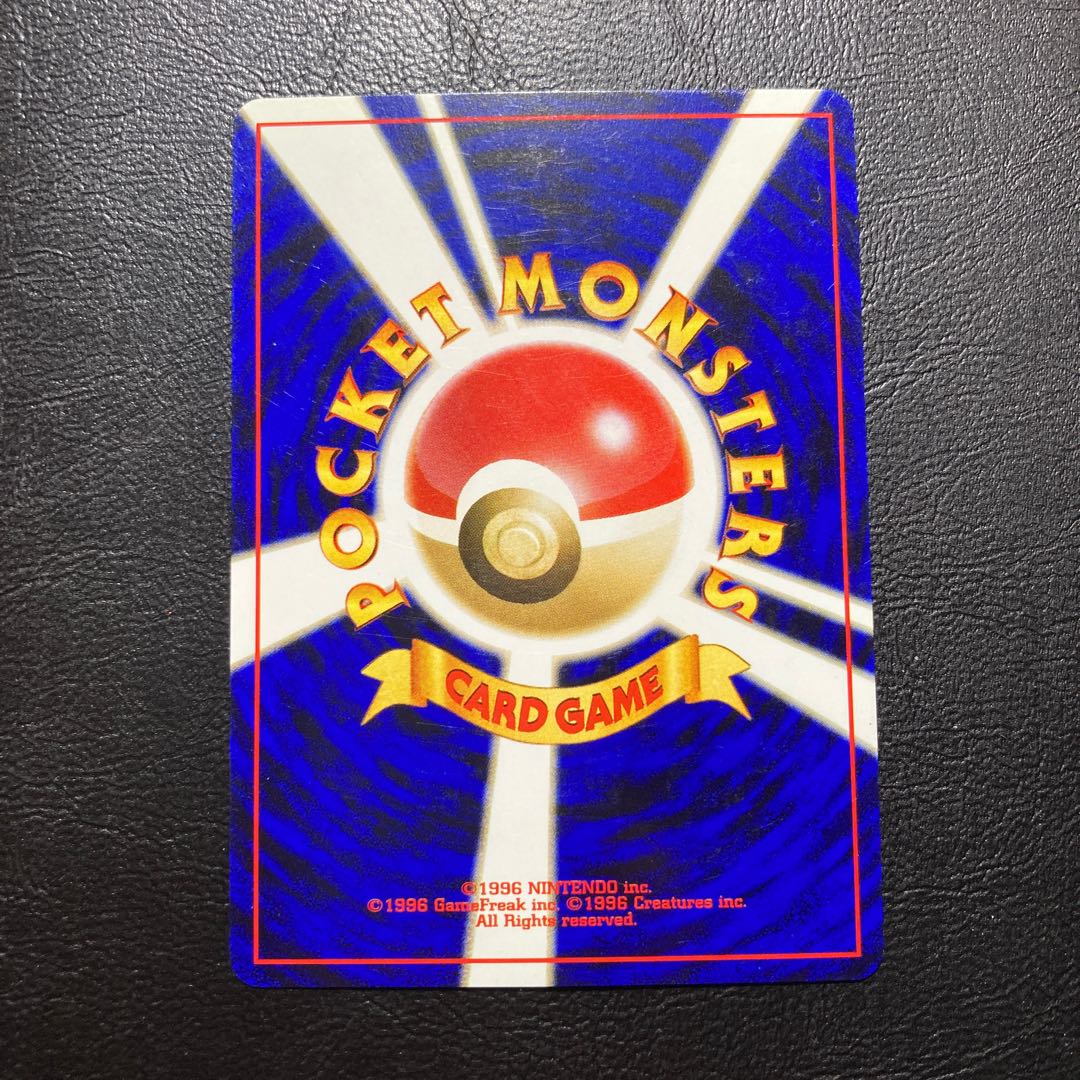 POCKET MONSTERS
CARD GAME
©1996 NINTENDO inc.
©1996 GameFreak inc. ©1996 Creatures inc.
All Rights reserved.